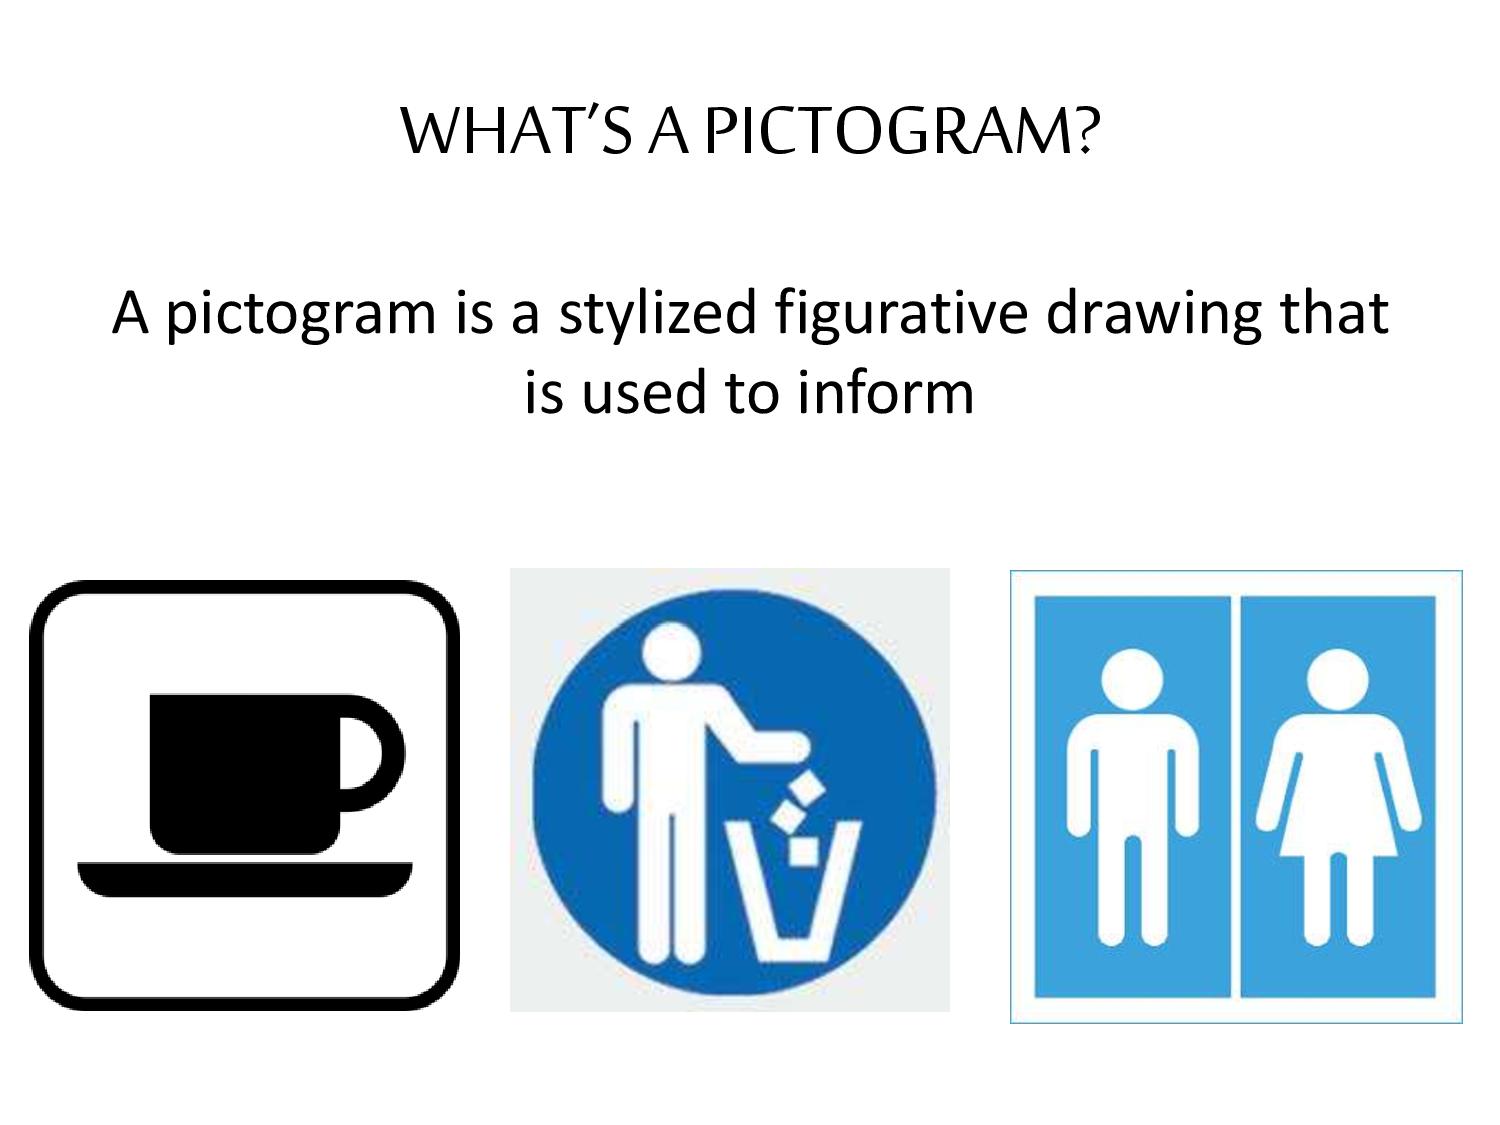 WHAT’S A PICTOGRAM?
A pictogram is a stylized figurative drawing that
is used to inform